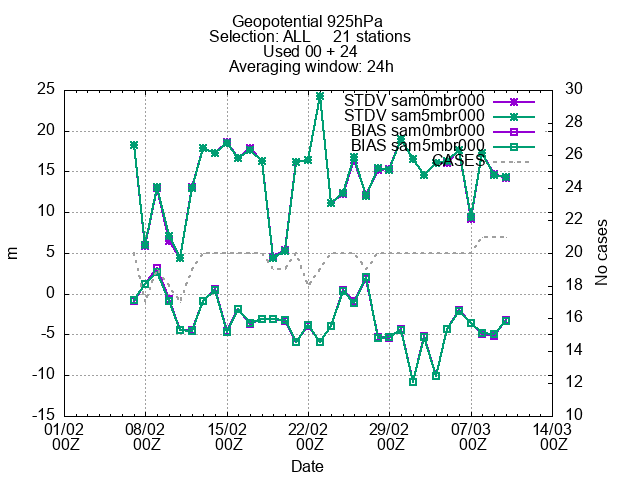 Geopotential 925hPa
Selection: ALL 21 stations
Used 00 + 24
Averaging window: 24h
25
20
15
10
5
0
-5
-10
-15
m
30
28
26
24
22
20
18
16
14
12
10
No cases
STDV sam0mbr000
STDV sam5mbr000
BIAS sam0mbr000
BIAS sam5mbr000
CASES
01/02 08/02 15/02 22/02 29/02 07/03 14/03
00Z 00Z 00Z 00Z 00Z 00Z 00Z
Date